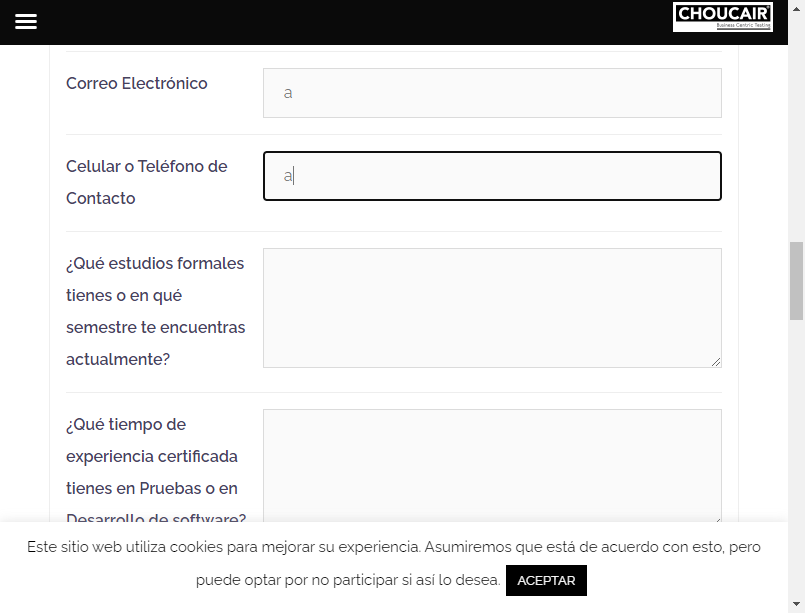 CHOUCAIR
Business Centric Testing
Correo Electrónico
a
Celular o Teléfono de
Contacto
a
¿Qué estudios formales
tienes o en qué
semestre te encuentras
actualmente?
¿Qué tiempo de
experiencia certificada
tienes en Pruebas o en
Desarrollo de software?
Este sitio web utiliza cookies para mejorar su experiencia. Asumiremos que está de acuerdo con esto, pero
puede optar por no participar si así lo desea. ACEPTAR